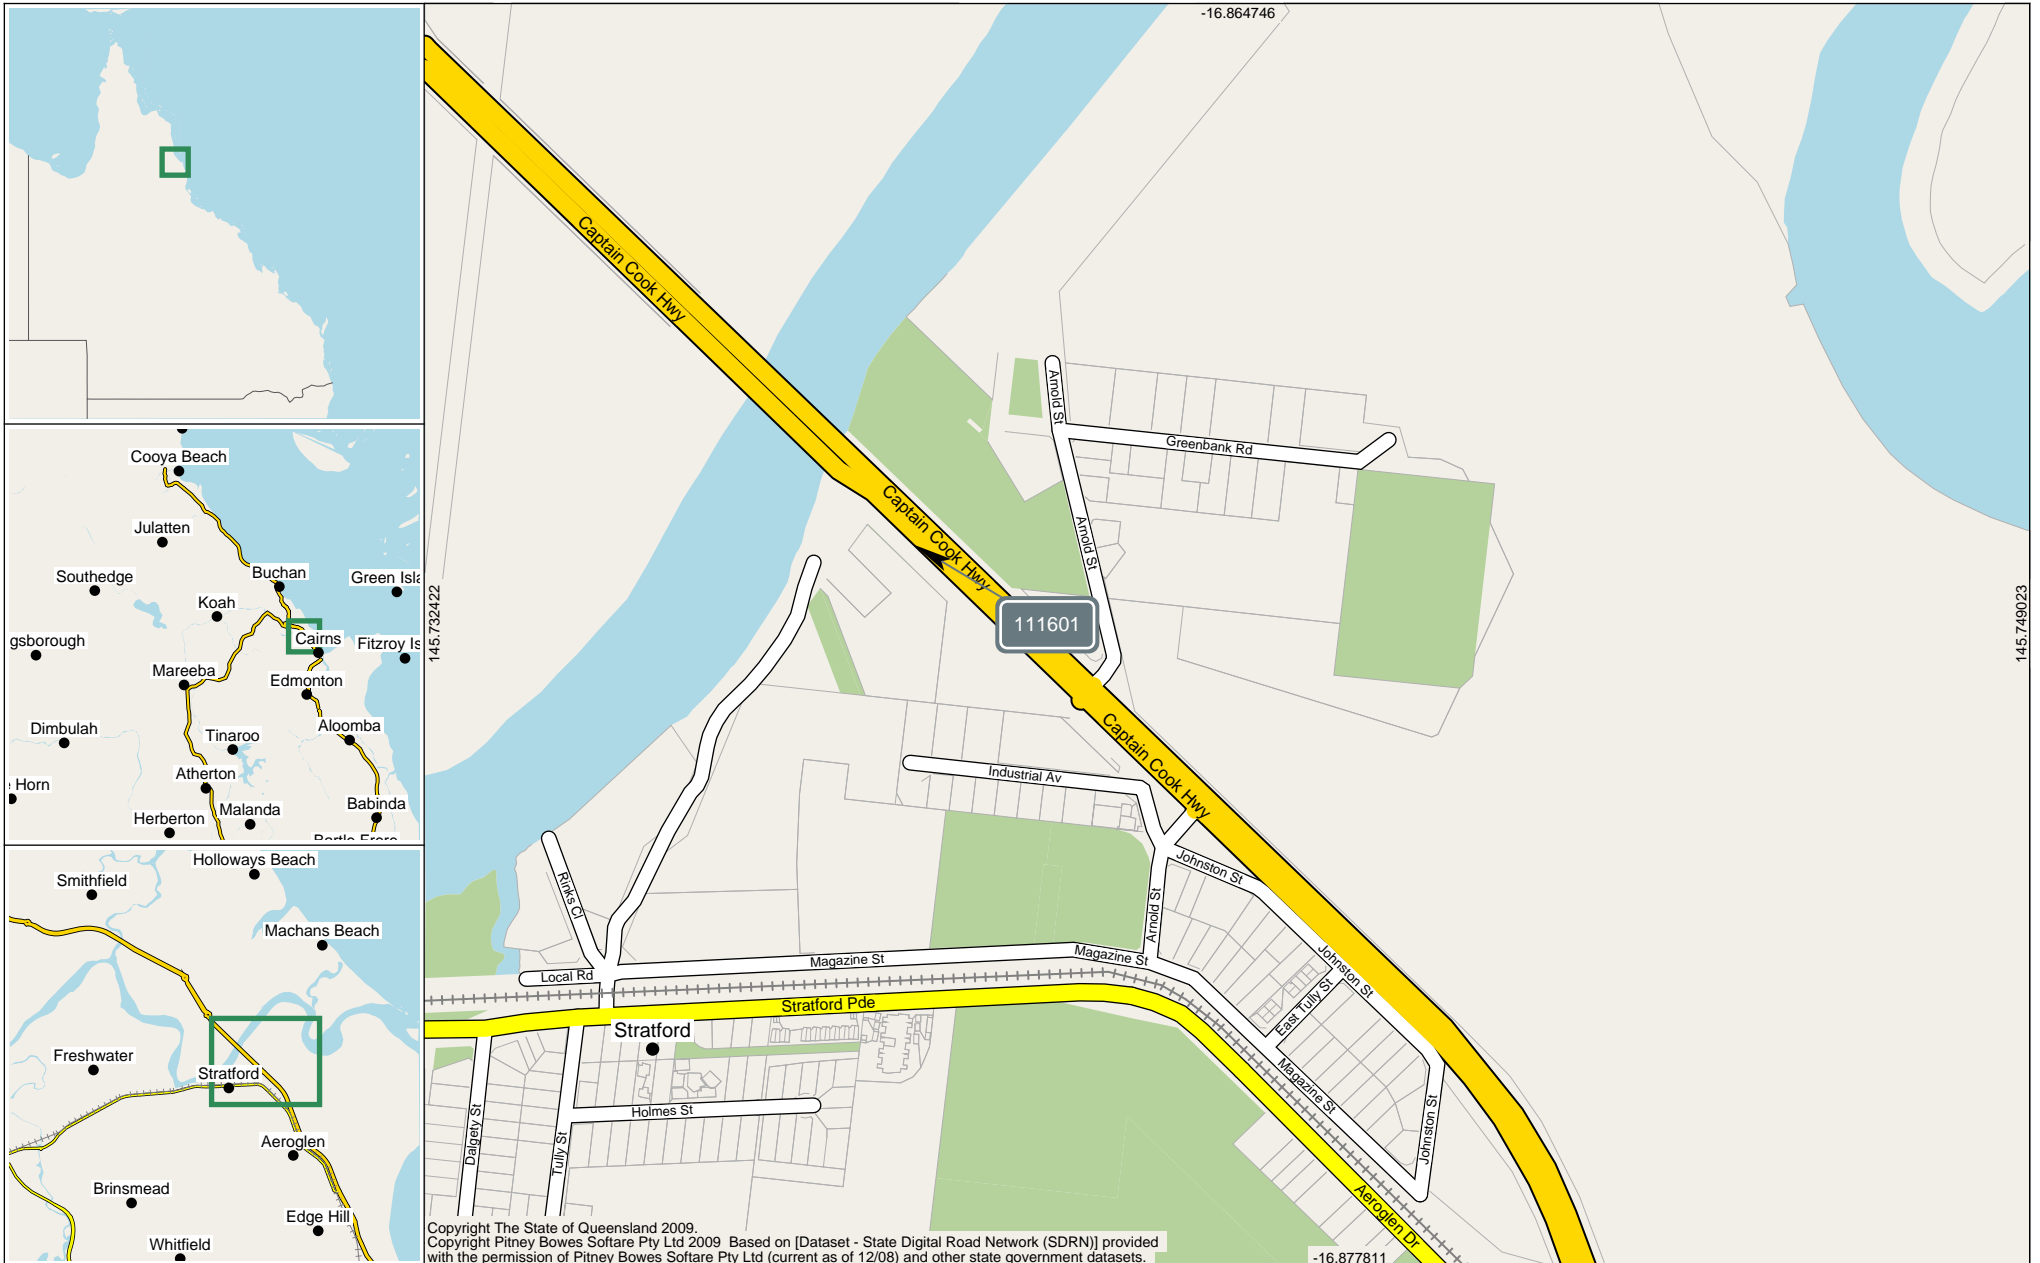 Cooya Beach
Julatten
Southedge
Buchan
Green Isla
Koah
gsborough
Cairns
Fitzroy Is
Mareeba
Edmonton
Dimbulah
Tinaroo
Aloomba
Atherton
Horn
Malanda
Babinda
Herberton
Holloways Beach
Smithfield
Machans Beach
Freshwater
Stratford
Aeroglen
Brinsmead
Edge Hill
Whitfield
-16.864746
145.732422
145.749023
-16.877811
Captain Cook Hwy
Captain Cook Hwy
Captain Cook Hwy
111601
Arnold St
Greenbank Rd
Arnold St
Industrial Av
Johnston St
Arnold St
Rinks Cl
Local Rd
Magazine St
Magazine St
Johnston St
East Tully St
Stratford Pde
Stratford
Magazine St
Holmes St
Dalgety St
Tully St
Johnston St
Aeroglen Dr
Copyright The State of Queensland 2009.
Copyright Pitney Bowes Softare Pty Ltd 2009 Based on [Dataset - State Digital Road Network (SDRN)] provided
with the permission of Pitney Bowes Softare Pty Ltd (current as of 12/08) and other state government datasets.